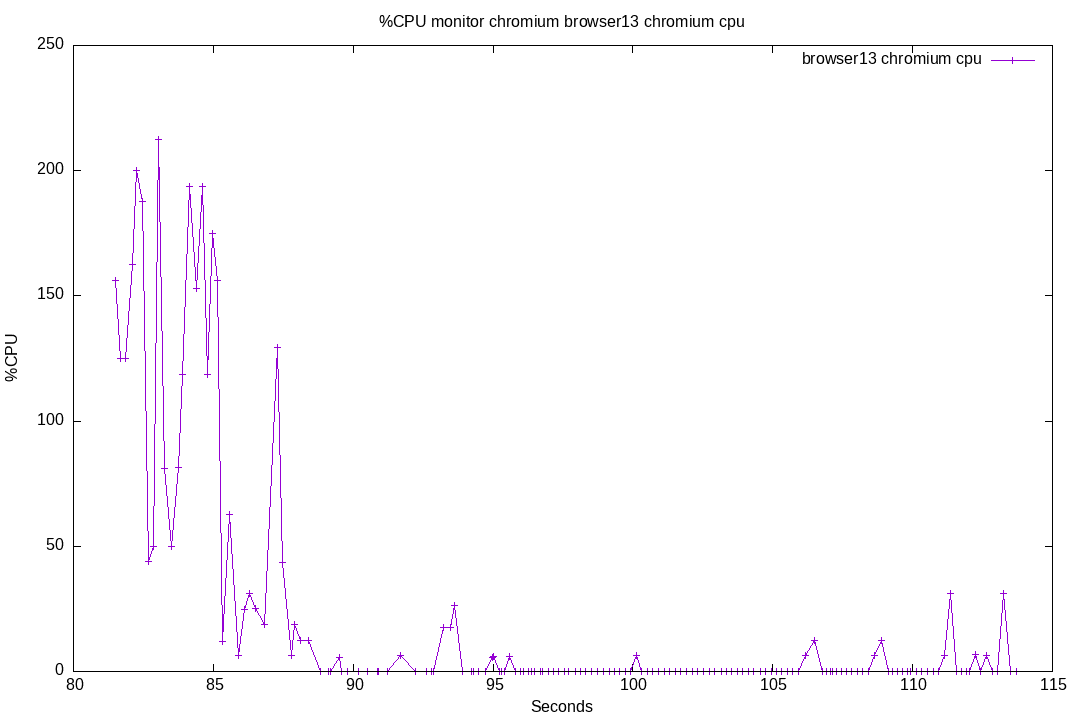 %CPU monitor chromium browser13 chromium cpu
browser13 chromium cpu
250
200
150
100
50
0
%CPU
80 85 90 95 100 105 110 115
Seconds